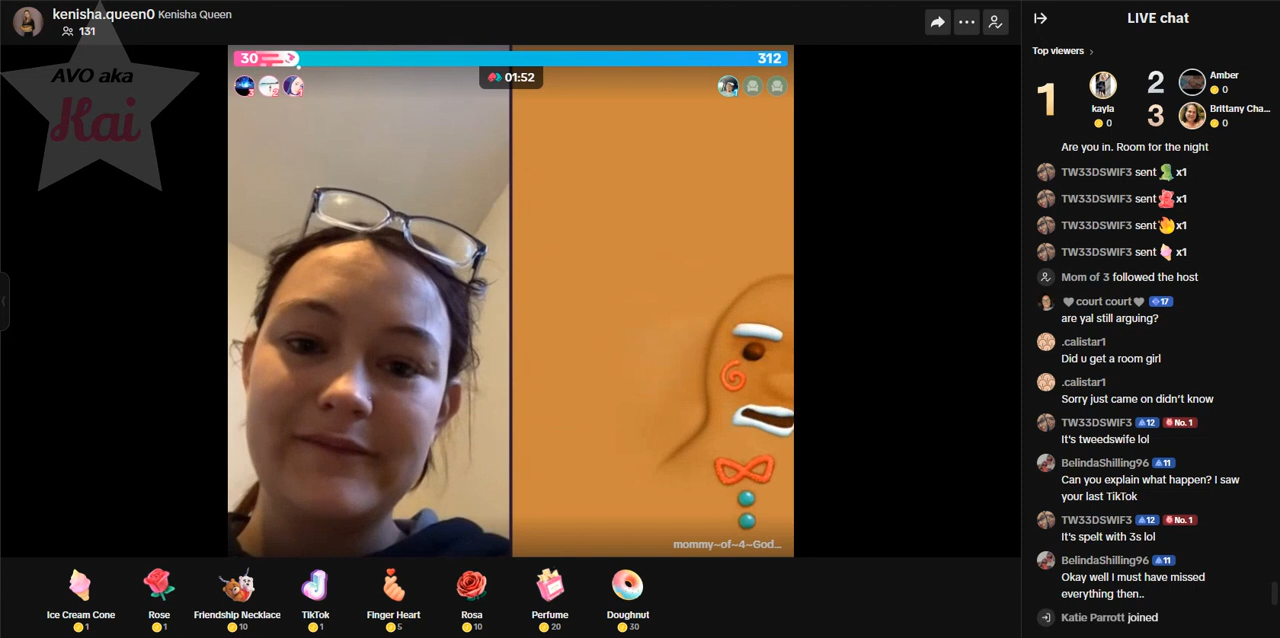 kenisha.queen0 Kenisha Queen
131
AVO aka
Kai
30
312
01:52
mommy~of~4~God...
Ice Cream Cone
1
Rose
1
Friendship Necklace
10
TikTok
1
Finger Heart
5
Rosa
10
Perfume
20
Doughnut
30
LIVE chat
Top viewers
1
kayla
0
2
Amber
0
3
Brittany Cha...
0
Are you in. Room for the night
TW33DSWIF3 sent x1
TW33DSWIF3 sent x1
TW33DSWIF3 sent x1
TW33DSWIF3 sent x1
Mom of 3 followed the host
🖤court court🖤 17
are yal still arguing?
.calistar1
Did u get a room girl
.calistar1
Sorry just came on didn't know
TW33DSWIF3 12 No. 1
It's tweedswife lol
BelindaShilling96 11
Can you explain what happen? I saw
your last TikTok
TW33DSWIF3 12 No. 1
It's spelt with 3s lol
BelindaShilling96 11
Okay well I must have missed
everything then..
Katie Parrott joined